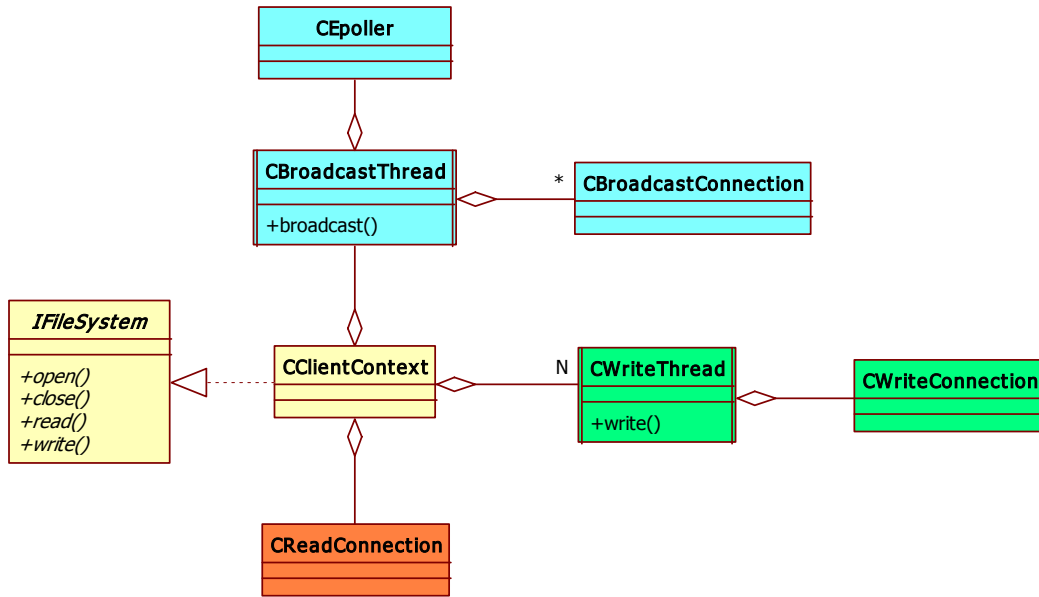 CEpoller
CBroadcastThread
+broadcast()
*
CBroadcastConnection
IFileSystem
+open()
+close()
+read()
+write()
CClientContext
N
CWriteThread
+write()
CWriteConnection
CReadConnection